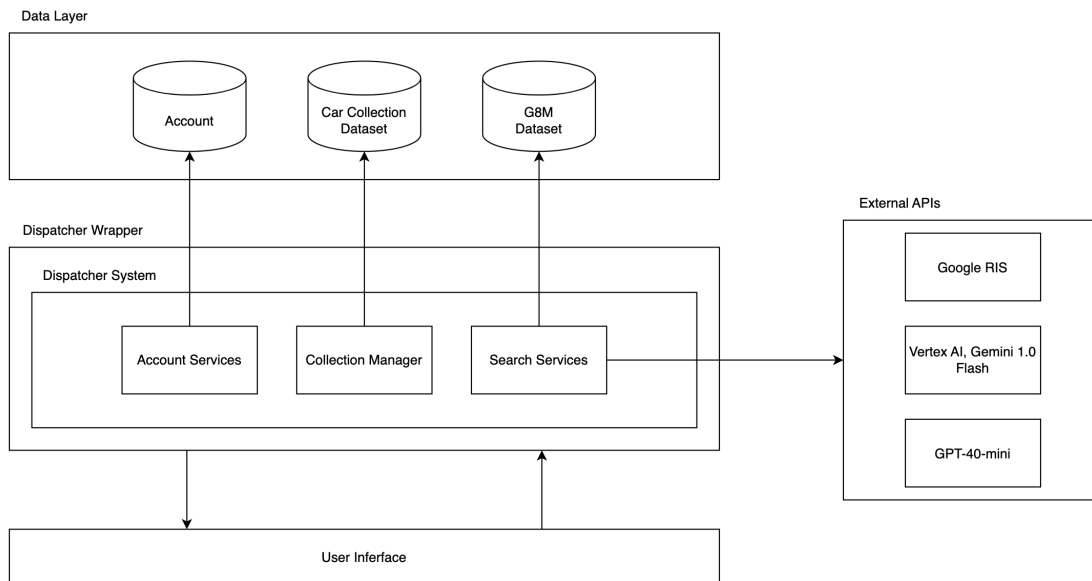 Data Layer
Account
Car Collection
Dataset
G8M
Dataset
External APIs
Dispatcher Wrapper
Google RIS
Dispatcher System
Account Services
Collection Manager
Search Services
Vertex AI, Gemini 1.0
Flash
GPT-40-mini
User Inferface